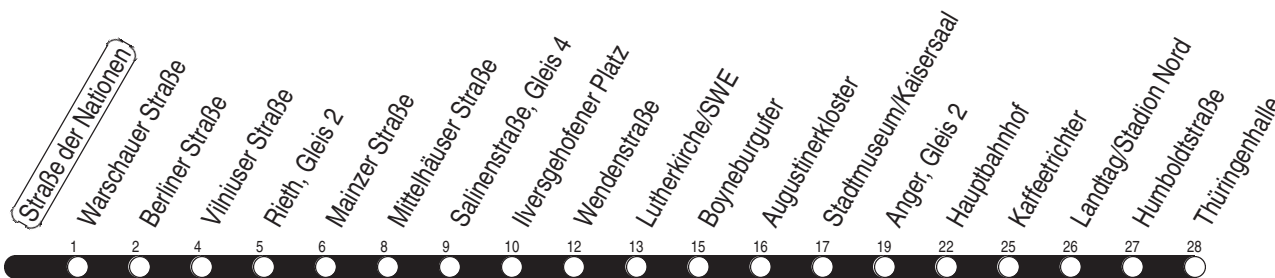 Straße der Nationen
Warschauer Straße
Berliner Straße
Vilniuser Straße
Rieth, Gleis 2
Mainzer Straße
Mittelhäuser Straße
Salinenstraße, Gleis 4
Ilversgehofener Platz
Wendenstraße
Lutherkirche/SWE
Boyneburgufer
Augustinerkloster
Stadtmuseum/Kaisersaal
Anger, Gleis 2
Hauptbahnhof
Kaffeetrichter
Landtag/Stadion Nord
Humboldtstraße
Thüringenhalle
1 2 4 5 6 8 9 10 12 13 15 16 17 19 22 25 26 27 28